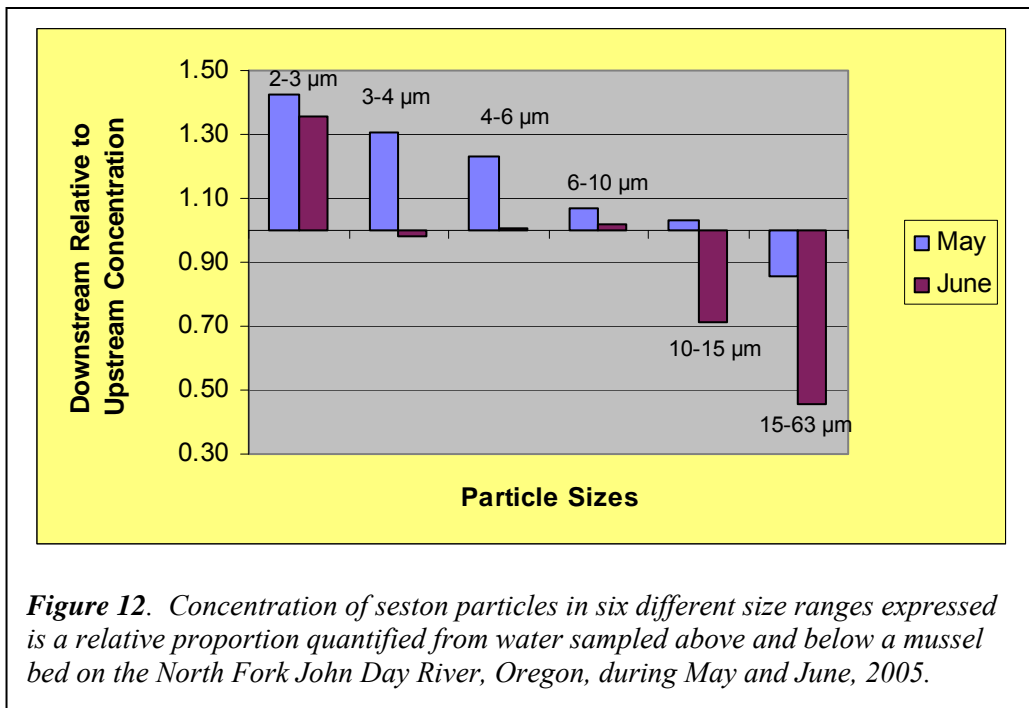 1.50
1.30
1.10
0.90
0.70
0.50
0.30
Downstream Relative to
Upstream Concentration
2-3 µm
3-4 µm
4-6 µm
6-10 µm
10-15 µm
15-63 µm
Particle Sizes
May
June
Figure 12. Concentration of seston particles in six different size ranges expressed
is a relative proportion quantified from water sampled above and below a mussel
bed on the North Fork John Day River, Oregon, during May and June, 2005.